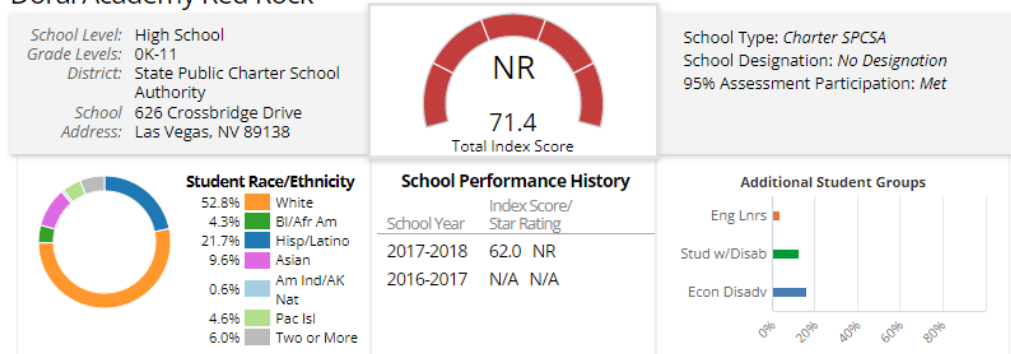 Doral Academy Red Rock
School Level: High School
Grade Levels: 0K-11
District: State Public Charter School
Authority
School 626 Crossbridge Drive
Address: Las Vegas, NV 89138
NR
71.4
Total Index Score
School Type: Charter SPCSA
School Designation: No Designation
95% Assessment Participation: Met
Student Race/Ethnicity
52.8% White
4.3% Bl/Afr Am
21.7% Hisp/Latino
9.6% Asian
0.6% Am Ind/AK
Nat
4.6% Pac Isl
6.0% Two or More
School Performance History
Index Score/
School Year Star Rating
2017-2018 62.0 NR
2016-2017 N/A N/A
Additional Student Groups
Eng Lnrs
Stud w/Disab
Econ Disadv
0% 20% 40% 60% 80%